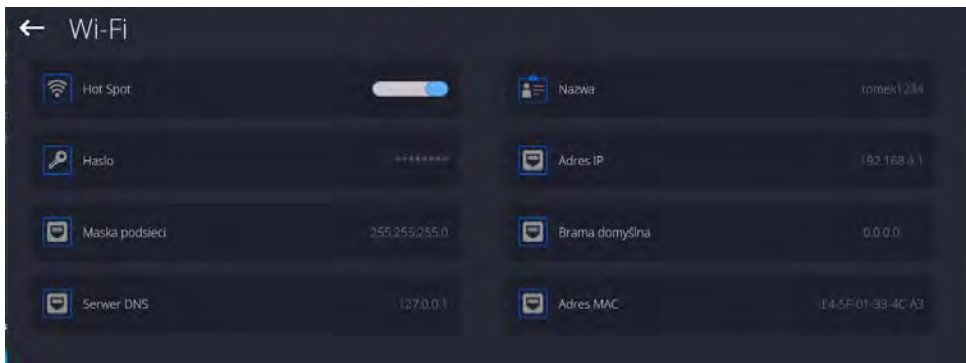 Wi-Fi
Hot Spot
Nazwa tomek1234
Haslo ********
Adres IP 192.168.4.1
Maska podsieci 255.255.255.0
Brama domyślna 0.0.0.0
Serwer DNS 127.0.0.1
Adres MAC E4-5F-01-33-4C-A3